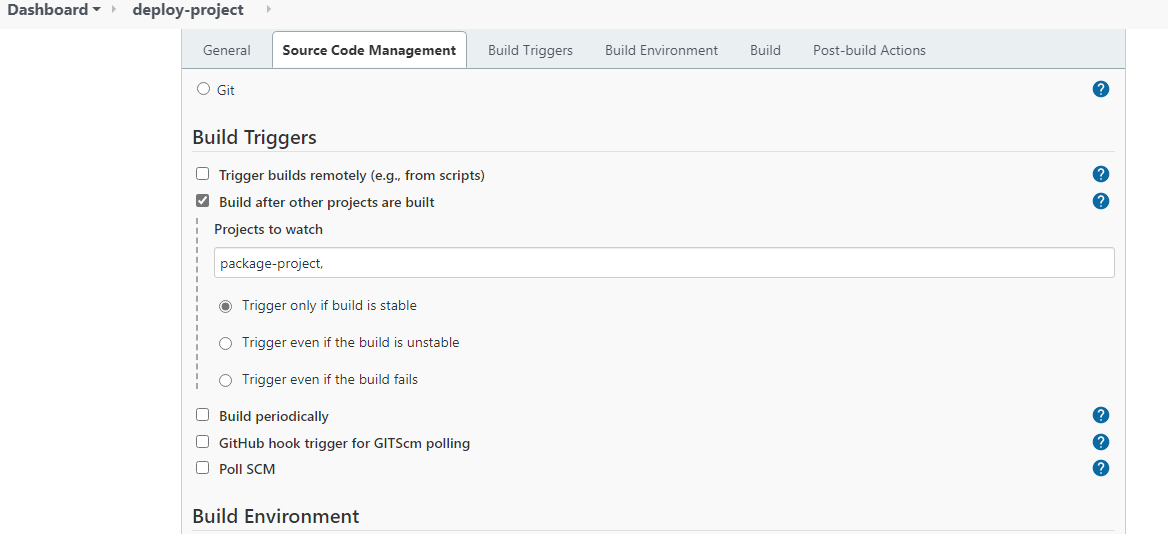 Dashboard deploy-project
General Source Code Management Build Triggers Build Environment Build Post-build Actions
Git ?
Build Triggers
Trigger builds remotely (e.g., from scripts) ?
Build after other projects are built ?
Projects to watch
package-project,
Trigger only if build is stable
Trigger even if the build is unstable
Trigger even if the build fails
Build periodically ?
GitHub hook trigger for GITScm polling ?
Poll SCM ?
Build Environment